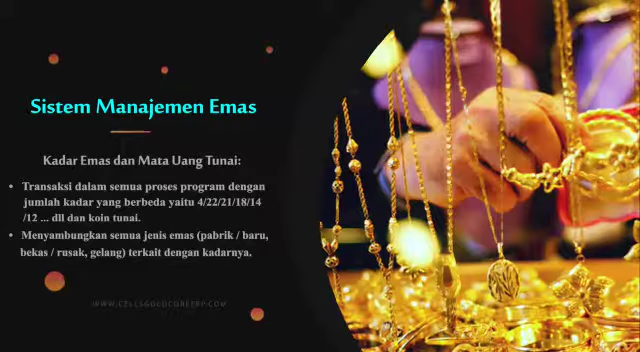 Sistem Manajemen Emas
Kadar Emas dan Mata Uang Tunai:
• Transaksi dalam semua proses program dengan
jumlah kadar yang berbeda yaitu 4/22/21/18/14
/12 ... dll dan koin tunai.
• Menyambungkan semua jenis emas (pabrik / baru,
bekas / rusak, gelang) terkait dengan kadarnya.